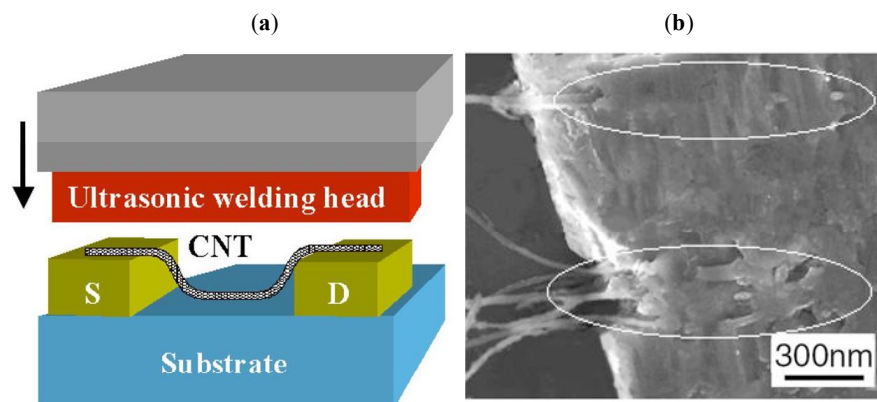 (a)
(b)
Ultrasonic welding head
CNT
S
D
Substrate
300nm